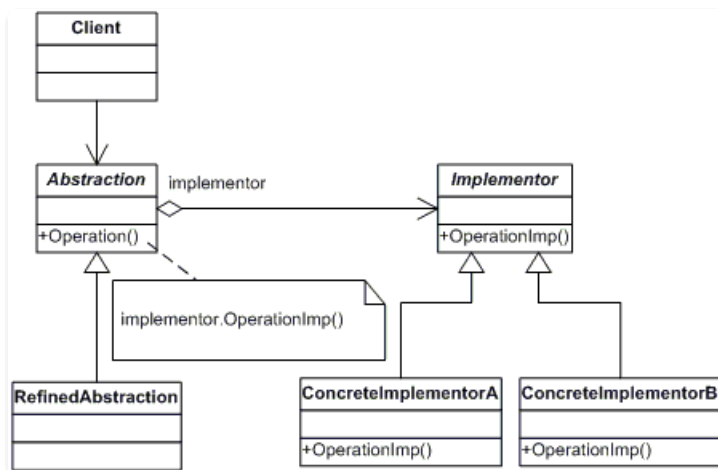 Client
Abstraction
implementor
Implementor
+Operation()
+OperationImp()
implementor.OperationImp()
RefinedAbstraction
ConcreteImplementorA
ConcreteImplementorB
+OperationImp()
+OperationImp()